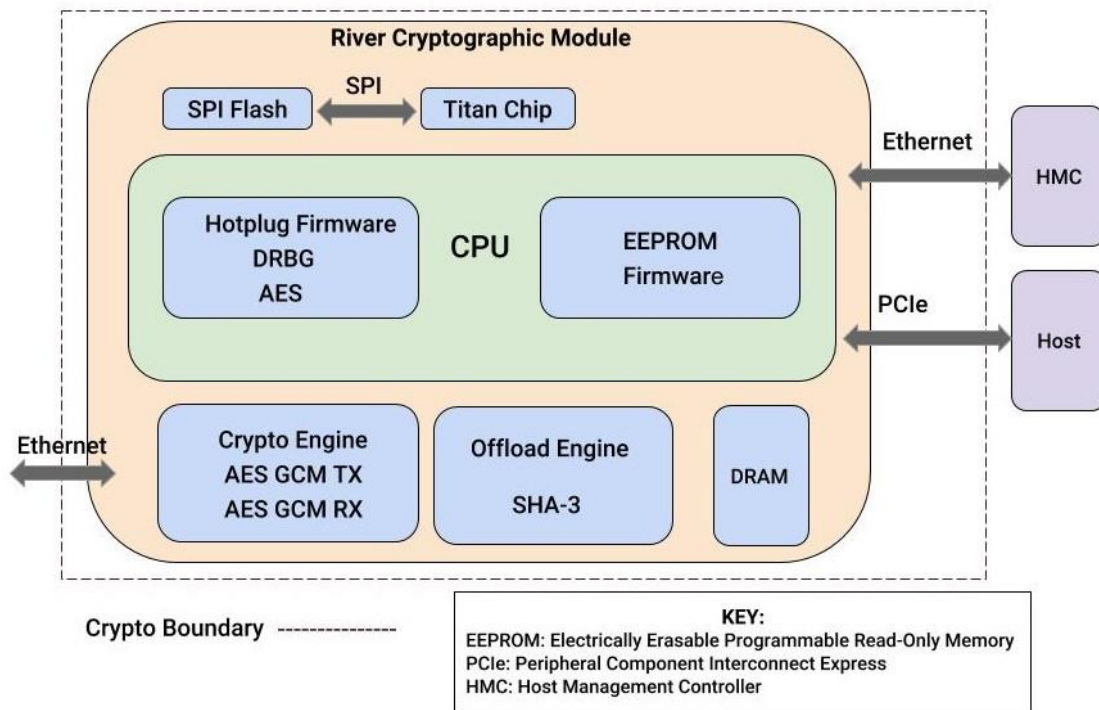 River Cryptographic Module
SPI
SPI Flash
Titan Chip
Ethernet
HMC
Hotplug Firmware
DRBG
AES
CPU
EEPROM
Firmware
PCIe
Host
Ethernet
Crypto Engine
AES GCM TX
AES GCM RX
Offload Engine
SHA-3
DRAM
Crypto Boundary
KEY:
EEPROM: Electrically Erasable Programmable Read-Only Memory
PCIe: Peripheral Component Interconnect Express
HMC: Host Management Controller